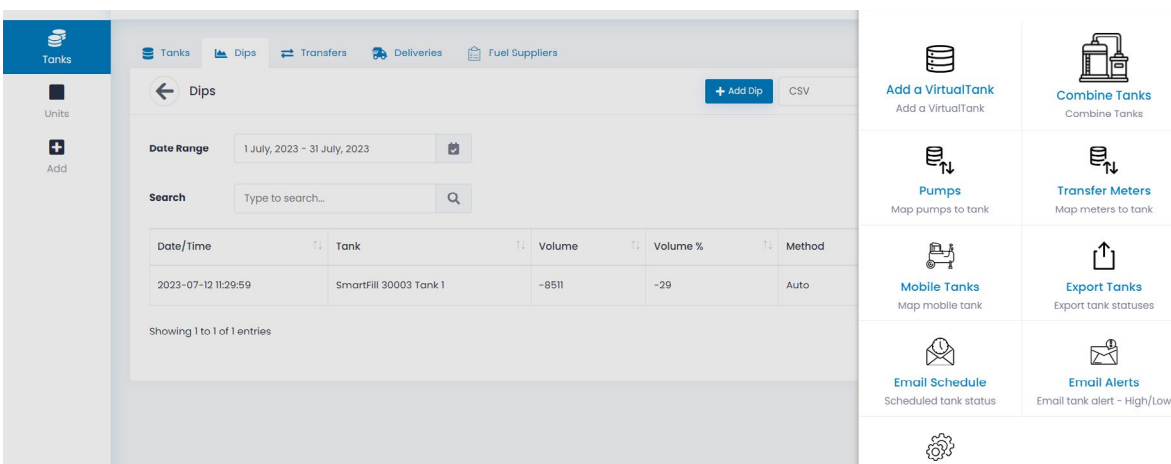 Tanks
Units
Add
Tanks Dips Transfers Deliveries Fuel Suppliers
Dips
+ Add Dip CSV
Date Range 1 July, 2023 - 31 July, 2023
Search Type to search...
Date/Time Tank Volume Volume % Method
2023-07-12 11:29:59 SmartFill 30003 Tank 1 -8511 -29 Auto
Showing 1 to 1 of 1 entries
Add a VirtualTank
Add a VirtualTank
Combine Tanks
Combine Tanks
Pumps
Map pumps to tank
Transfer Meters
Map meters to tank
Mobile Tanks
Map mobile tank
Export Tanks
Export tank statuses
Email Schedule
Scheduled tank status
Email Alerts
Email tank alert - High/Low